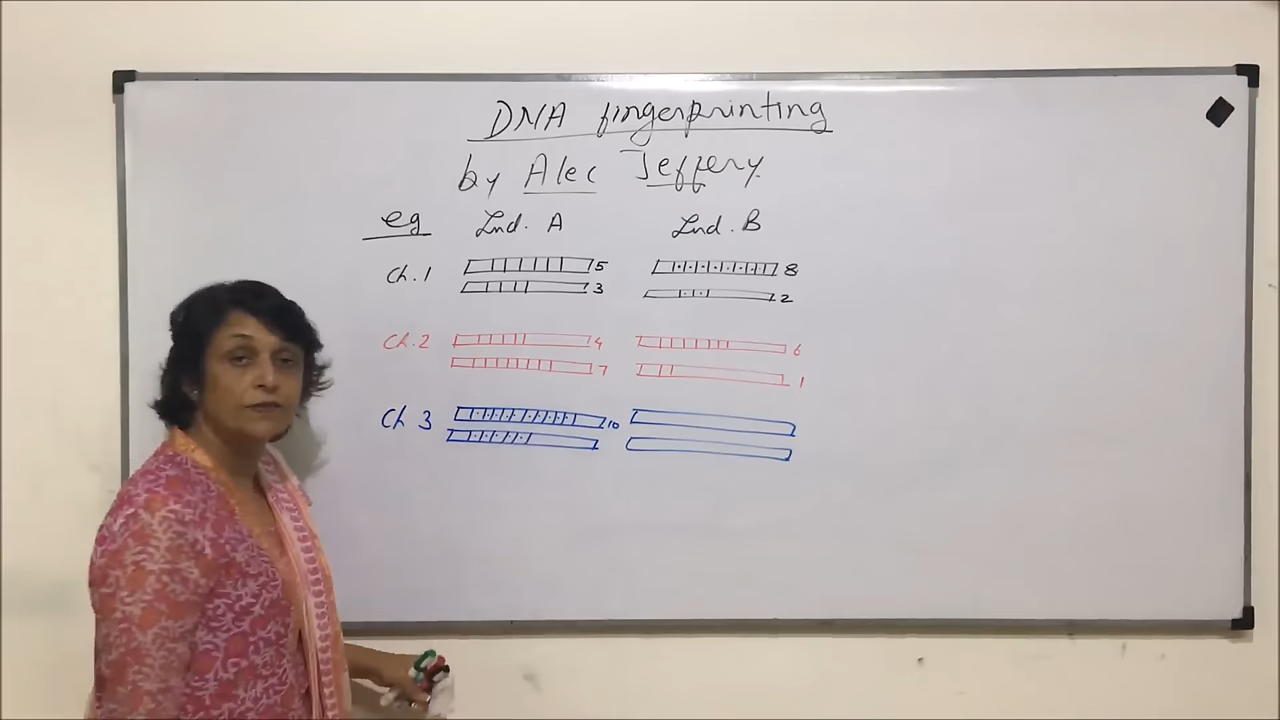 DNA fingerprinting
by Alec Jeffery
eg Ind. A Ind. B
Ch.1 5 8
3 2
Ch.2 4 6
7 1
Ch 3 10